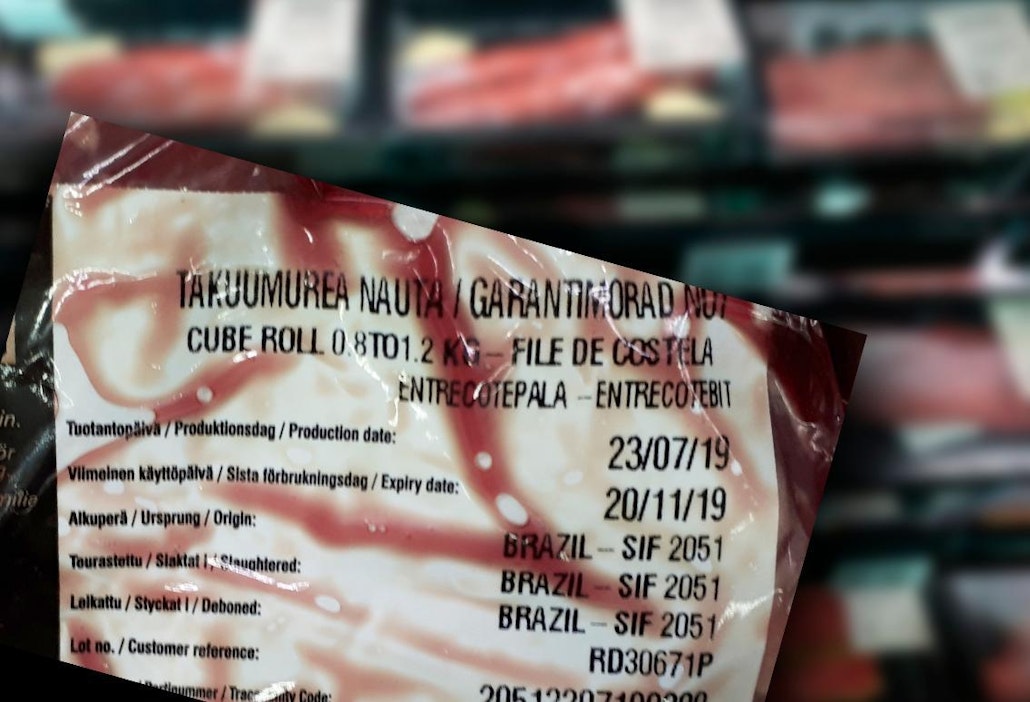 TAKUUMUREA NAUTA / GARANTIMÖRAD NÖT
CUBE ROLL 0.8TO1.2 KG – FILE DE COSTELA
ENTRECOTEPALA – ENTRECOTEBIT
Tuotantopäivä / Produktionsdag / Production date:
23/07/19
Viimeinen käyttöpäivä / Sista förbrukningsdag / Expiry date:
20/11/19
Alkuperä / Ursprung / Origin:
BRAZIL – SIF 2051
Teurastettu / Slaktat i / Slaughtered:
BRAZIL – SIF 2051
Leikattu / Styckat i / Deboned:
BRAZIL – SIF 2051
Lot no. / Customer reference:
RD30671P